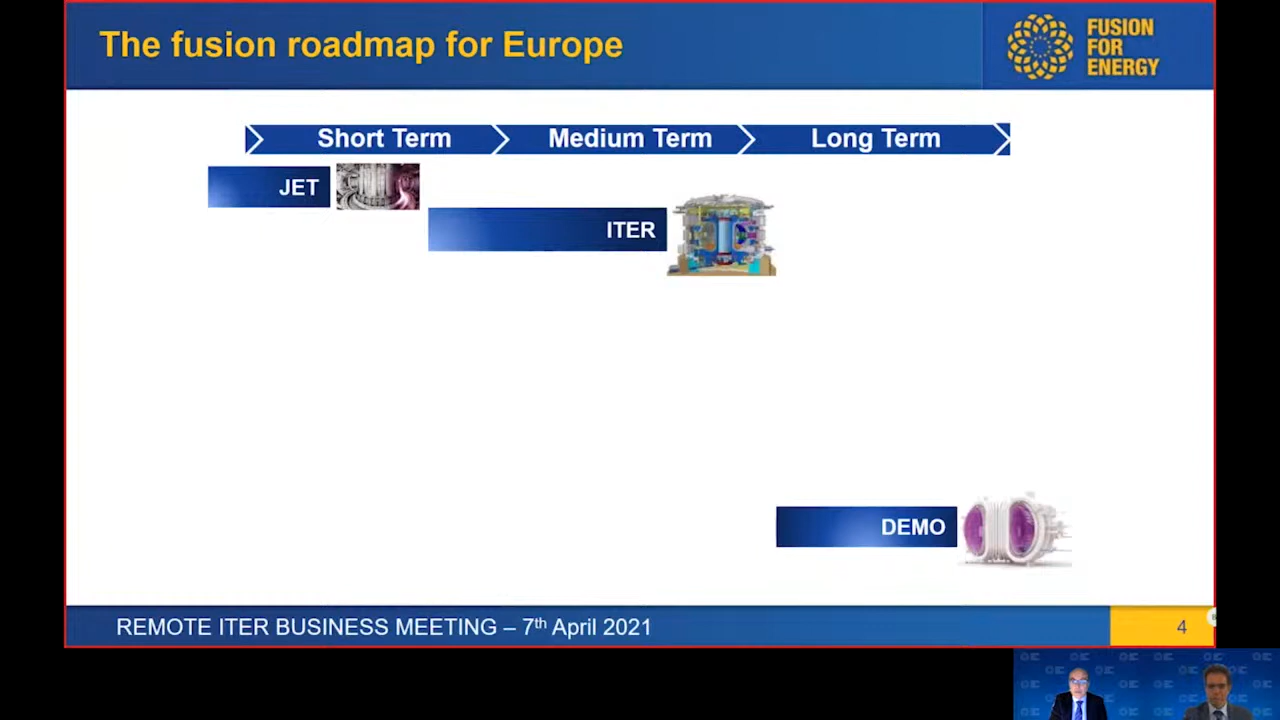 The fusion roadmap for Europe
FUSION
FOR
ENERGY
Short Term
Medium Term
Long Term
JET
ITER
DEMO
REMOTE ITER BUSINESS MEETING – 7th April 2021
4